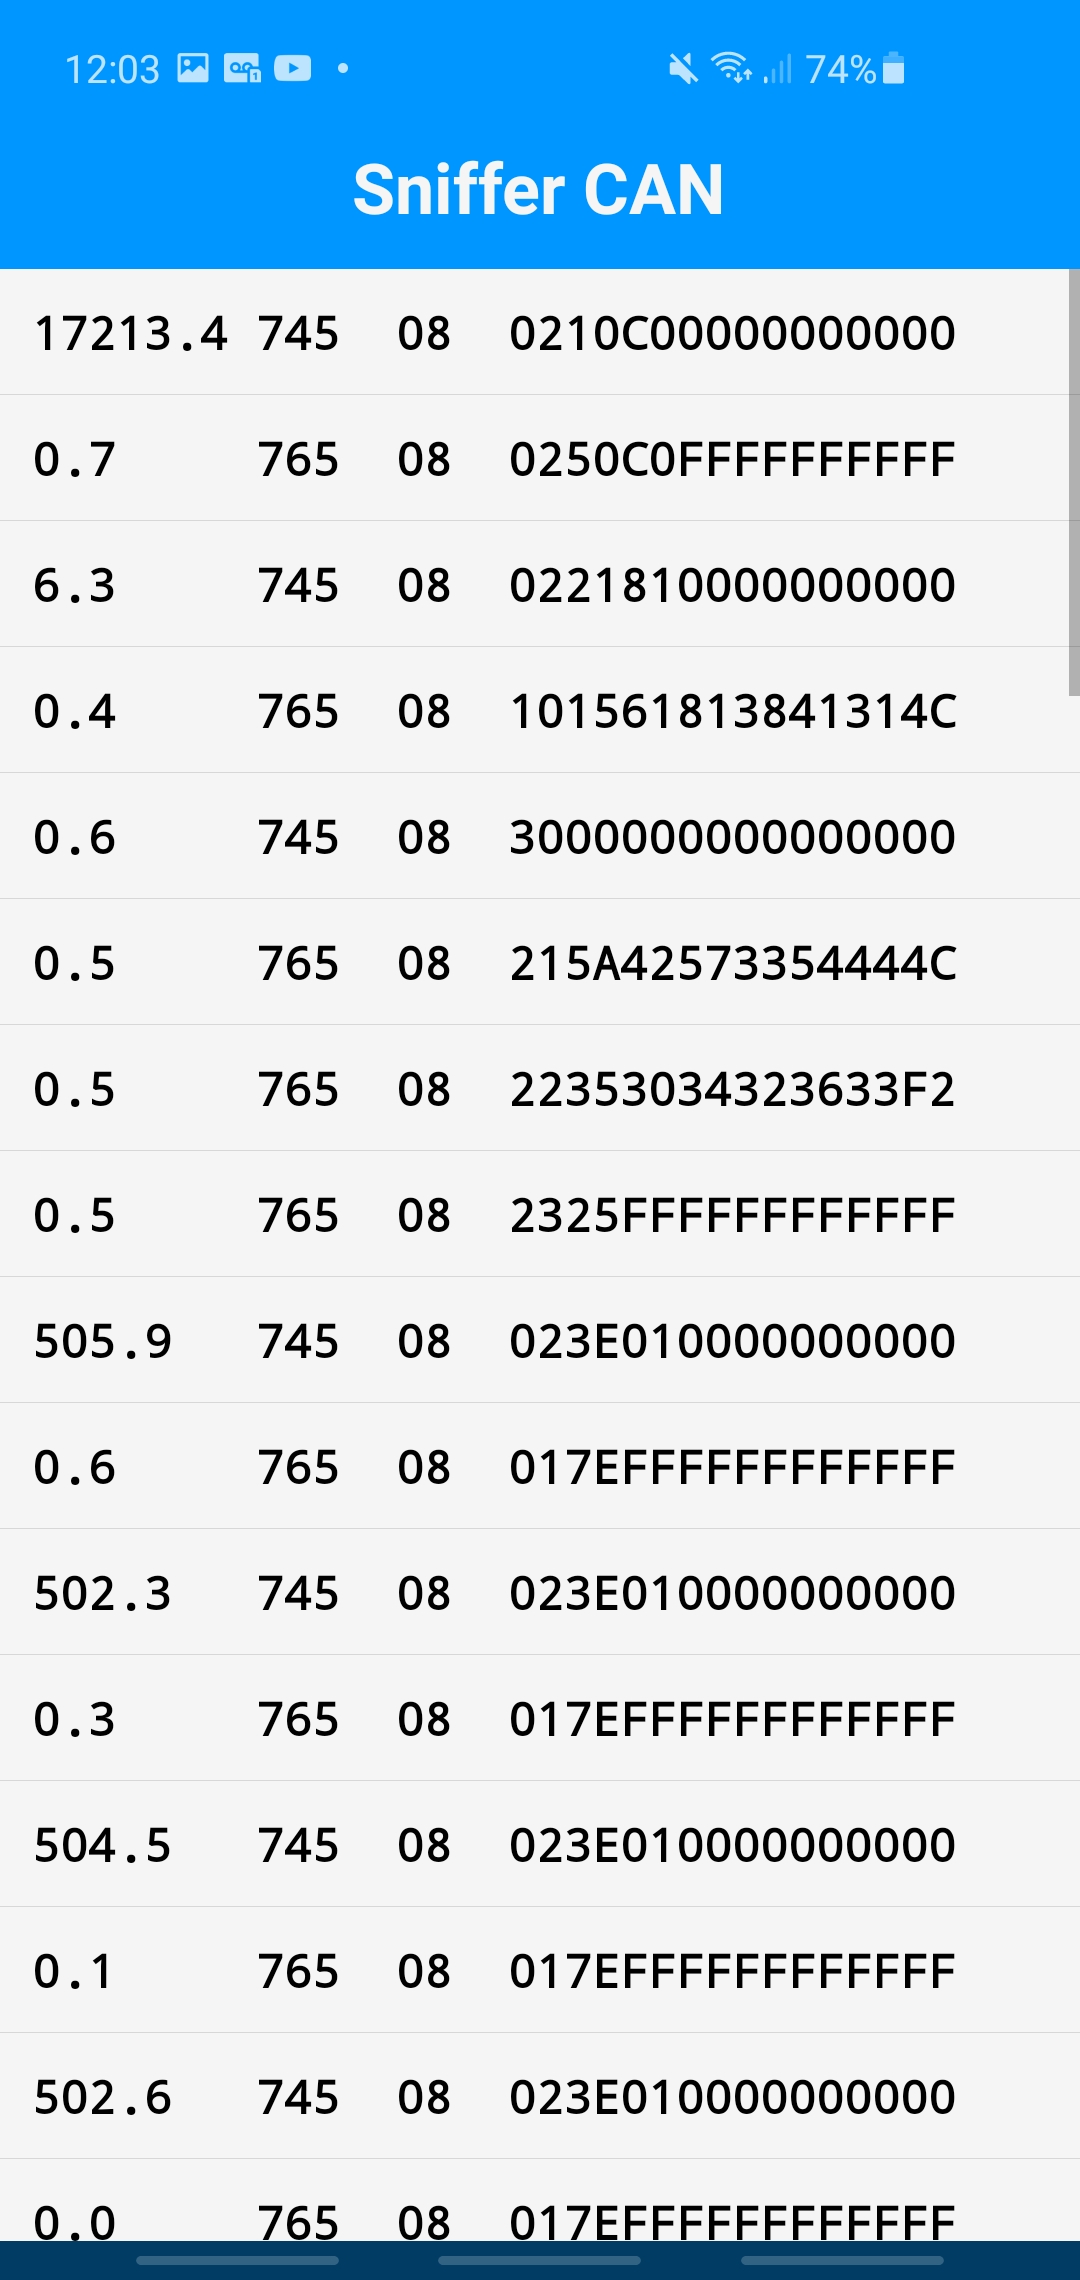 12:03 74%
Sniffer CAN
17213.4 745 08 0210C00000000000
0.7 765 08 0250C0FFFFFFFFFF
6.3 745 08 0221810000000000
0.4 765 08 101561813841314C
0.6 745 08 3000000000000000
0.5 765 08 215A42573354444C
0.5 765 08 22353034323633F2
0.5 765 08 2325FFFFFFFFFFFF
505.9 745 08 023E010000000000
0.6 765 08 017EFFFFFFFFFFFF
502.3 745 08 023E010000000000
0.3 765 08 017EFFFFFFFFFFFF
504.5 745 08 023E010000000000
0.1 765 08 017EFFFFFFFFFFFF
502.6 745 08 023E010000000000
0.0 765 08 017EFFFFFFFFFFFF